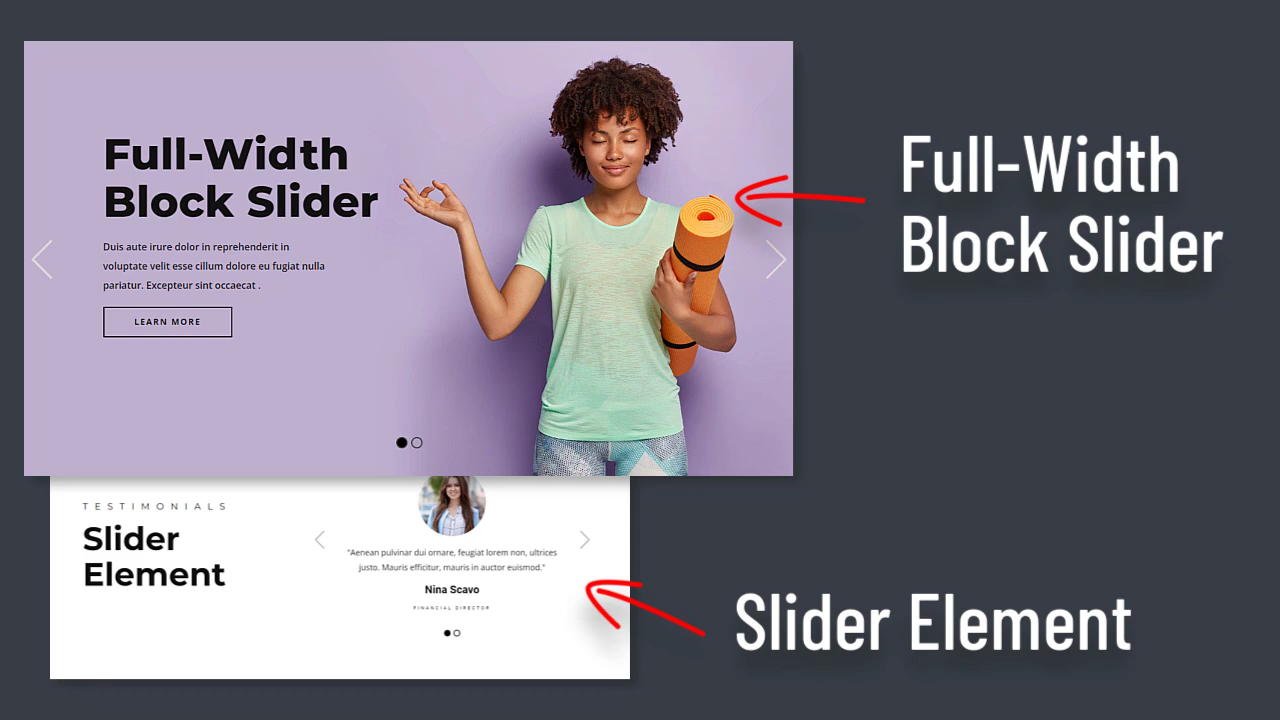 Full-Width
Block Slider
Duis aute irure dolor in reprehenderit in
voluptate velit esse cillum dolore eu fugiat nulla
pariatur. Excepteur sint occaecat .
LEARN MORE
Full-Width
Block Slider
TESTIMONIALS
Slider
Element
"Aenean pulvinar dui ornare, feugiat lorem non, ultrices
justo. Mauris efficitur, mauris in auctor euismod."
Nina Scavo
FINANCIAL DIRECTOR
Slider Element